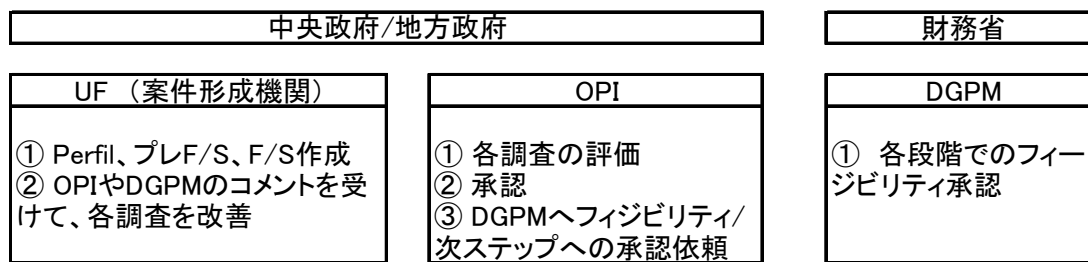 中央政府/地方政府
財務省
UF （案件形成機関）
① Perfil、プレF/S、F/S作成
② OPIやDGPMのコメントを受
けて、各調査を改善
OPI
① 各調査の評価
② 承認
③ DGPMへフィジビリティ/
次ステップへの承認依頼
DGPM
① 各段階でのフィー
ジビリティ承認